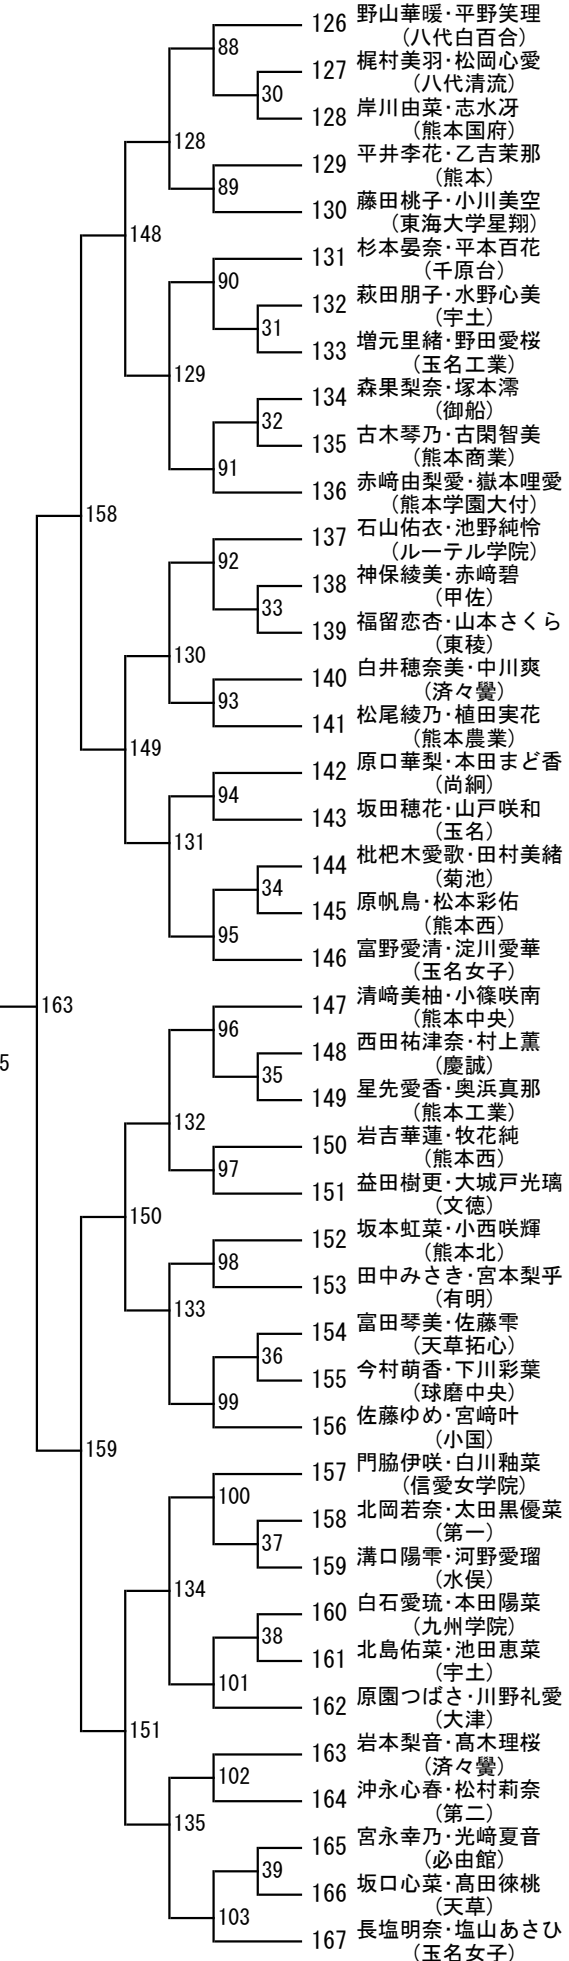 126 野山華暖・平野笑理
(八代白百合)
88
127 梶村美羽・松岡心愛
(八代清流)
30
128 岸川由菜・志水冴
(熊本国府)
128
129 平井李花・乙吉茉那
(熊本)
89
130 藤田桃子・小川美空
(東海大学星翔)
148
131 杉本晏奈・平本百花
(千原台)
90
132 萩田朋子・水野心美
(宇土)
31
133 増元里緒・野田愛桜
(玉名工業)
129
134 森果梨奈・塚本澪
(御船)
32
135 古木琴乃・古閑智美
(熊本商業)
91
136 赤﨑由梨愛・嶽本哩愛
(熊本学園大付)
158
137 石山佑衣・池野純怜
(ルーテル学院)
92
138 神保綾美・赤﨑碧
(甲佐)
33
139 福留恋杏・山本さくら
(東稜)
130
140 白井穂奈美・中川爽
(済々黌)
93
141 松尾綾乃・植田実花
(熊本農業)
149
142 原口華梨・本田まど香
(尚絅)
94
143 坂田穂花・山戸咲和
(玉名)
131
144 枇杷木愛歌・田村美緒
(菊池)
34
145 原帆鳥・松本彩佑
(熊本西)
95
146 富野愛清・淀川愛華
(玉名女子)
163
147 清﨑美柚・小篠咲南
(熊本中央)
96
148 西田祐津奈・村上薫
(慶誠)
5
35
149 星先愛香・奥浜真那
(熊本工業)
132
150 岩吉華蓮・牧花純
(熊本西)
97
151 益田樹更・大城戸光璃
(文徳)
150
152 坂本虹菜・小西咲輝
(熊本北)
98
153 田中みさき・宮本梨乎
(有明)
133
154 富田琴美・佐藤雫
(天草拓心)
36
155 今村萌香・下川彩葉
(球磨中央)
99
156 佐藤ゆめ・宮﨑叶
(小国)
159
157 門脇伊咲・白川釉菜
(信愛女学院)
100
158 北岡若奈・太田黒優菜
(第一)
37
159 溝口陽雫・河野愛瑠
(水俣)
134
160 白石愛琉・本田陽菜
(九州学院)
38
161 北島佑菜・池田恵菜
(宇土)
101
162 原園つばさ・川野礼愛
(大津)
151
163 岩本梨音・髙木理桜
(済々黌)
102
164 沖永心春・松村莉奈
(第二)
135
165 宮永幸乃・光﨑夏音
(必由館)
39
166 坂口心菜・髙田徠桃
(天草)
103
167 長塩明奈・塩山あさひ
(玉名女子)